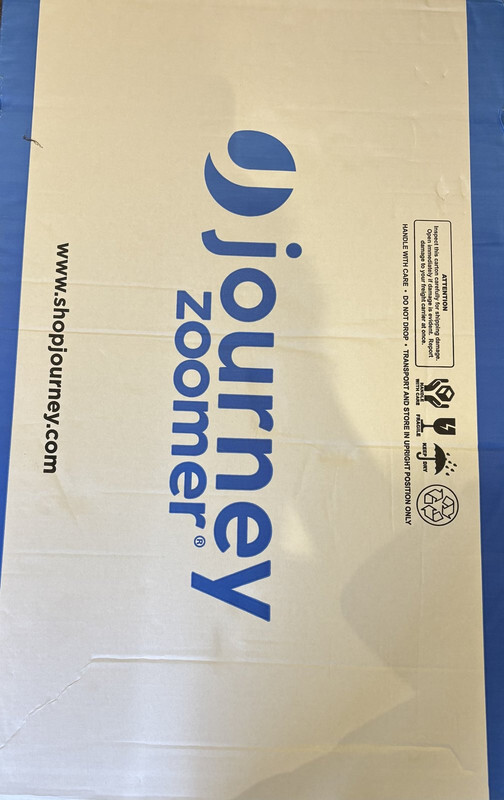 ATTENTION
Inspect this carton carefully for shipping damage.
Open immediately if damage is evident. Report
damage to your freight carrier at once.
HANDLE
WITH CARE
FRAGILE
KEEP DRY
HANDLE WITH CARE • DO NOT DROP • TRANSPORT AND STORE IN UPRIGHT POSITION ONLY
journey
zoomer®
www.shopjourney.com